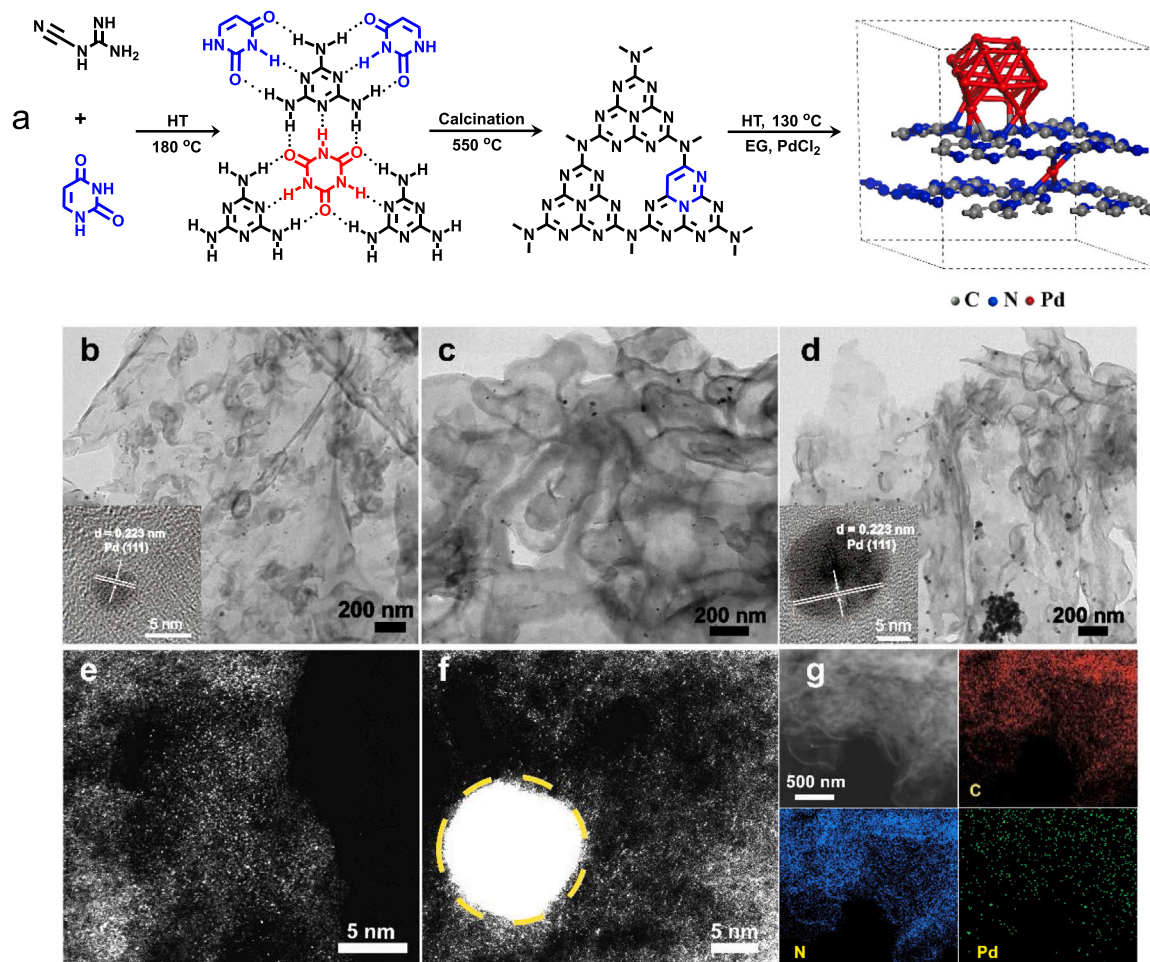 a
N
NH
N
H
NH2
+
O
NH
N
H
O
HT
180 °C
Calcination
550 °C
HT, 130 °C
EG, PdCl2
C N Pd
b
d = 0.223 nm
Pd (111)
5 nm
200 nm
c
200 nm
d
d = 0.223 nm
Pd (111)
5 nm
200 nm
e
5 nm
f
5 nm
g
500 nm
C
N
Pd